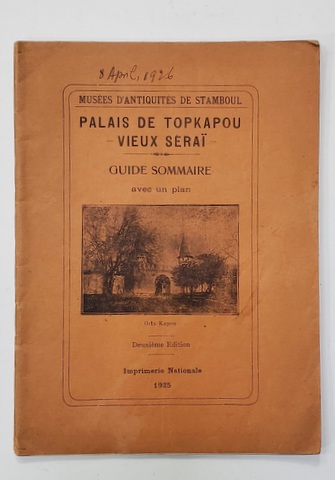 8 April, 1926
MUSÉES D'ANTIQUITÉS DE STAMBOUL
PALAIS DE TOPKAPOU
- VIEUX SERAÏ -
GUIDE SOMMAIRE
avec un plan
Orta Kapou
Deuxième Edition
Imprimerie Nationale
1925